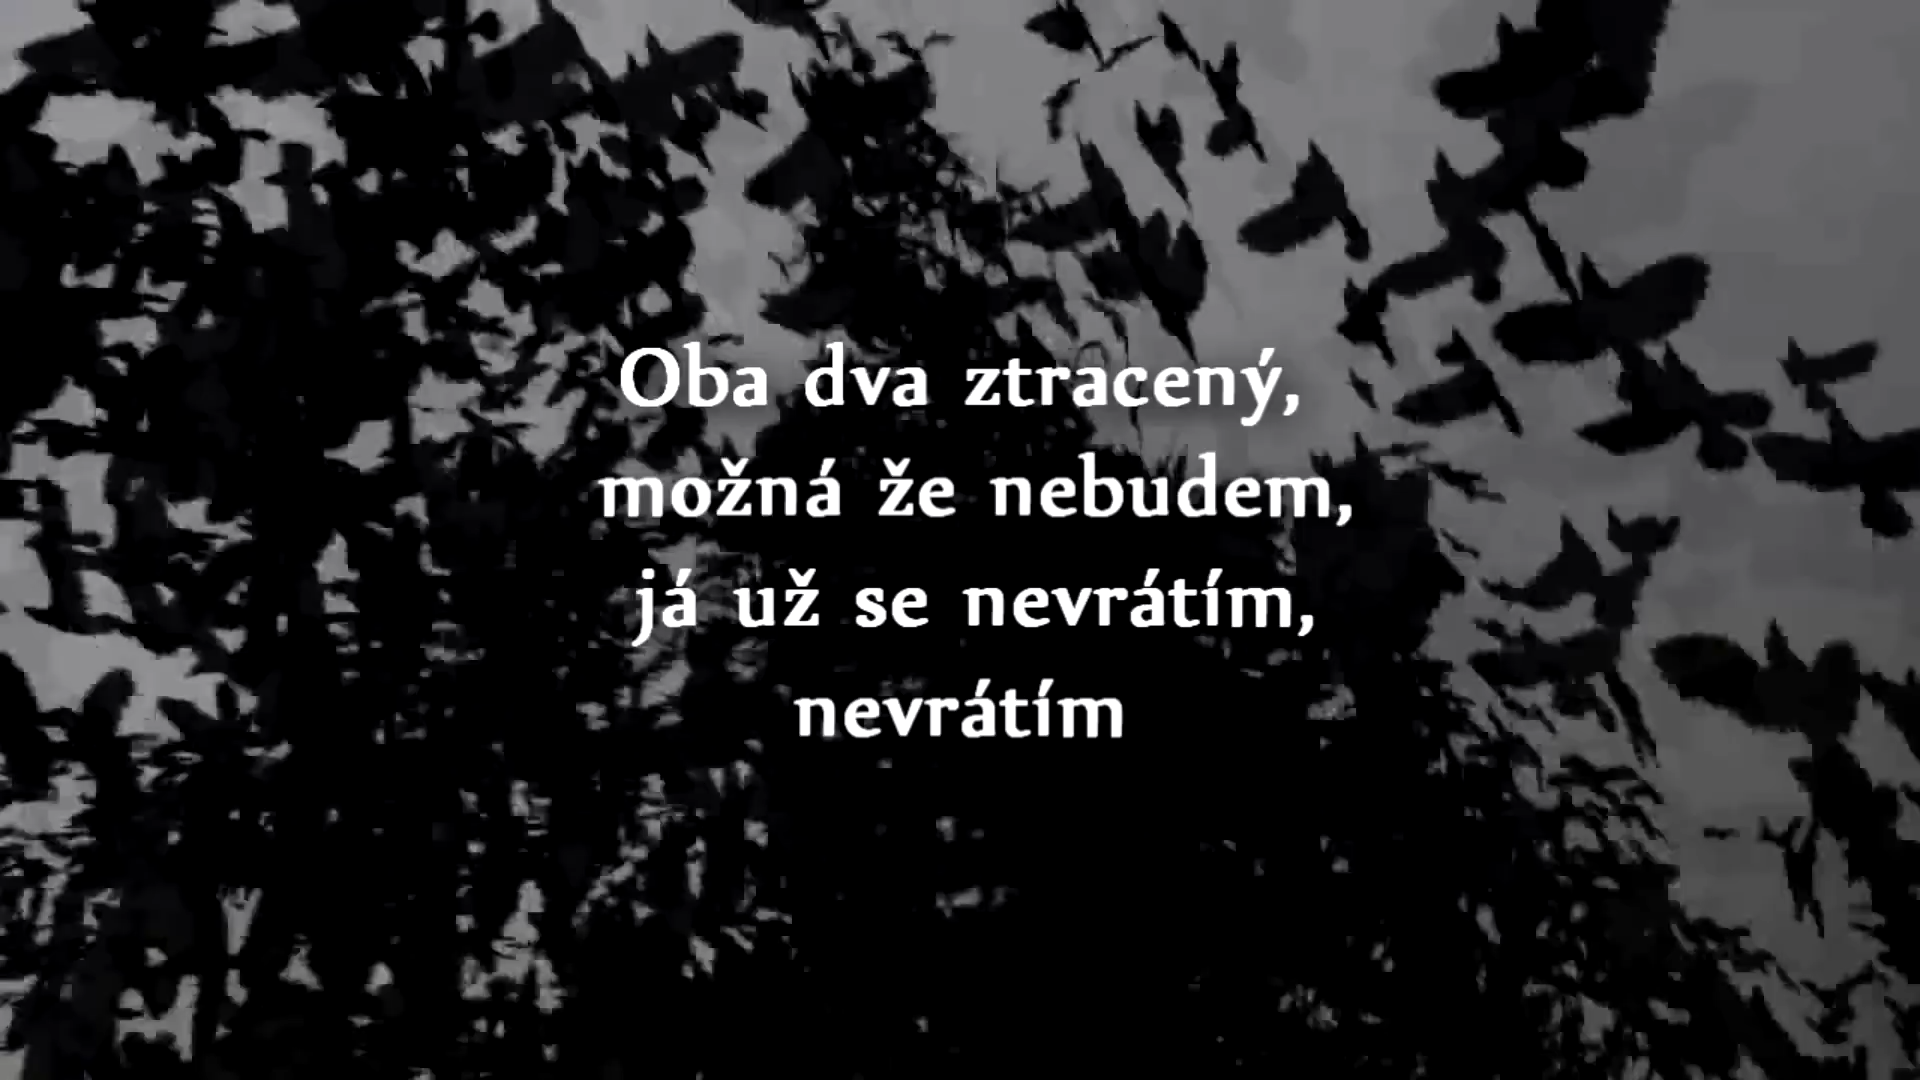 Oba dva ztracený,
možná že nebudem,
já už se nevrátím,
nevrátím